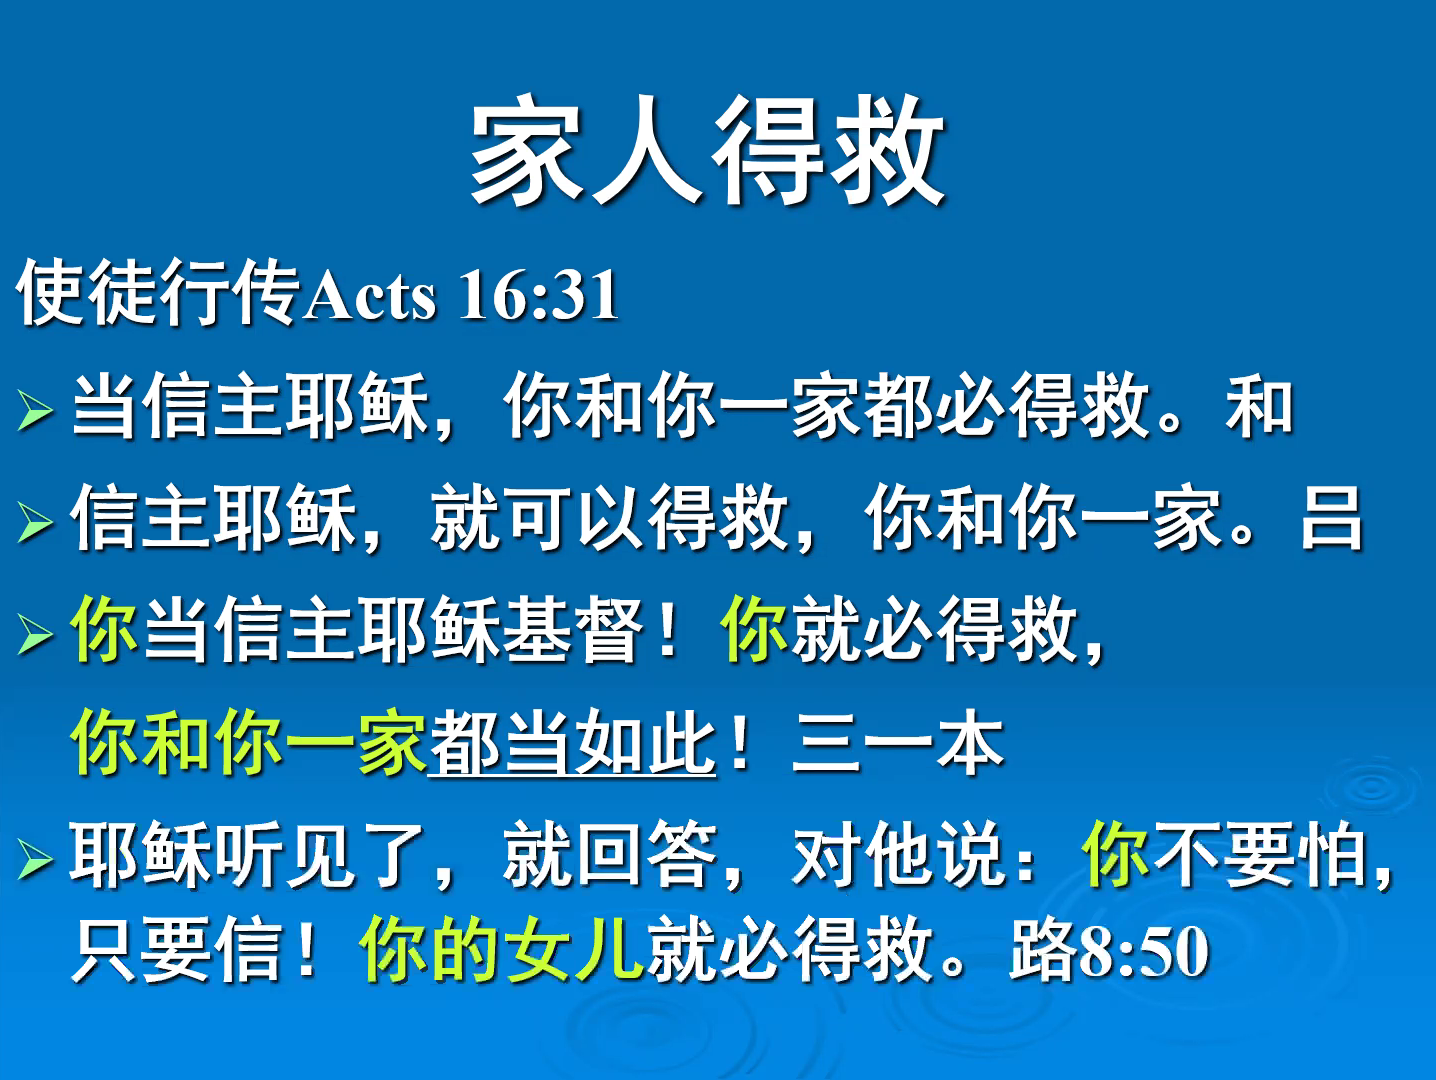 家人得救
使徒行传Acts 16:31
当信主耶稣，你和你一家都必得救。和
信主耶稣，就可以得救，你和你一家。吕
你当信主耶稣基督！你就必得救，
你和你一家都当如此！三一本
耶稣听见了，就回答，对他说：你不要怕，
只要信！你的女儿就必得救。路8:50